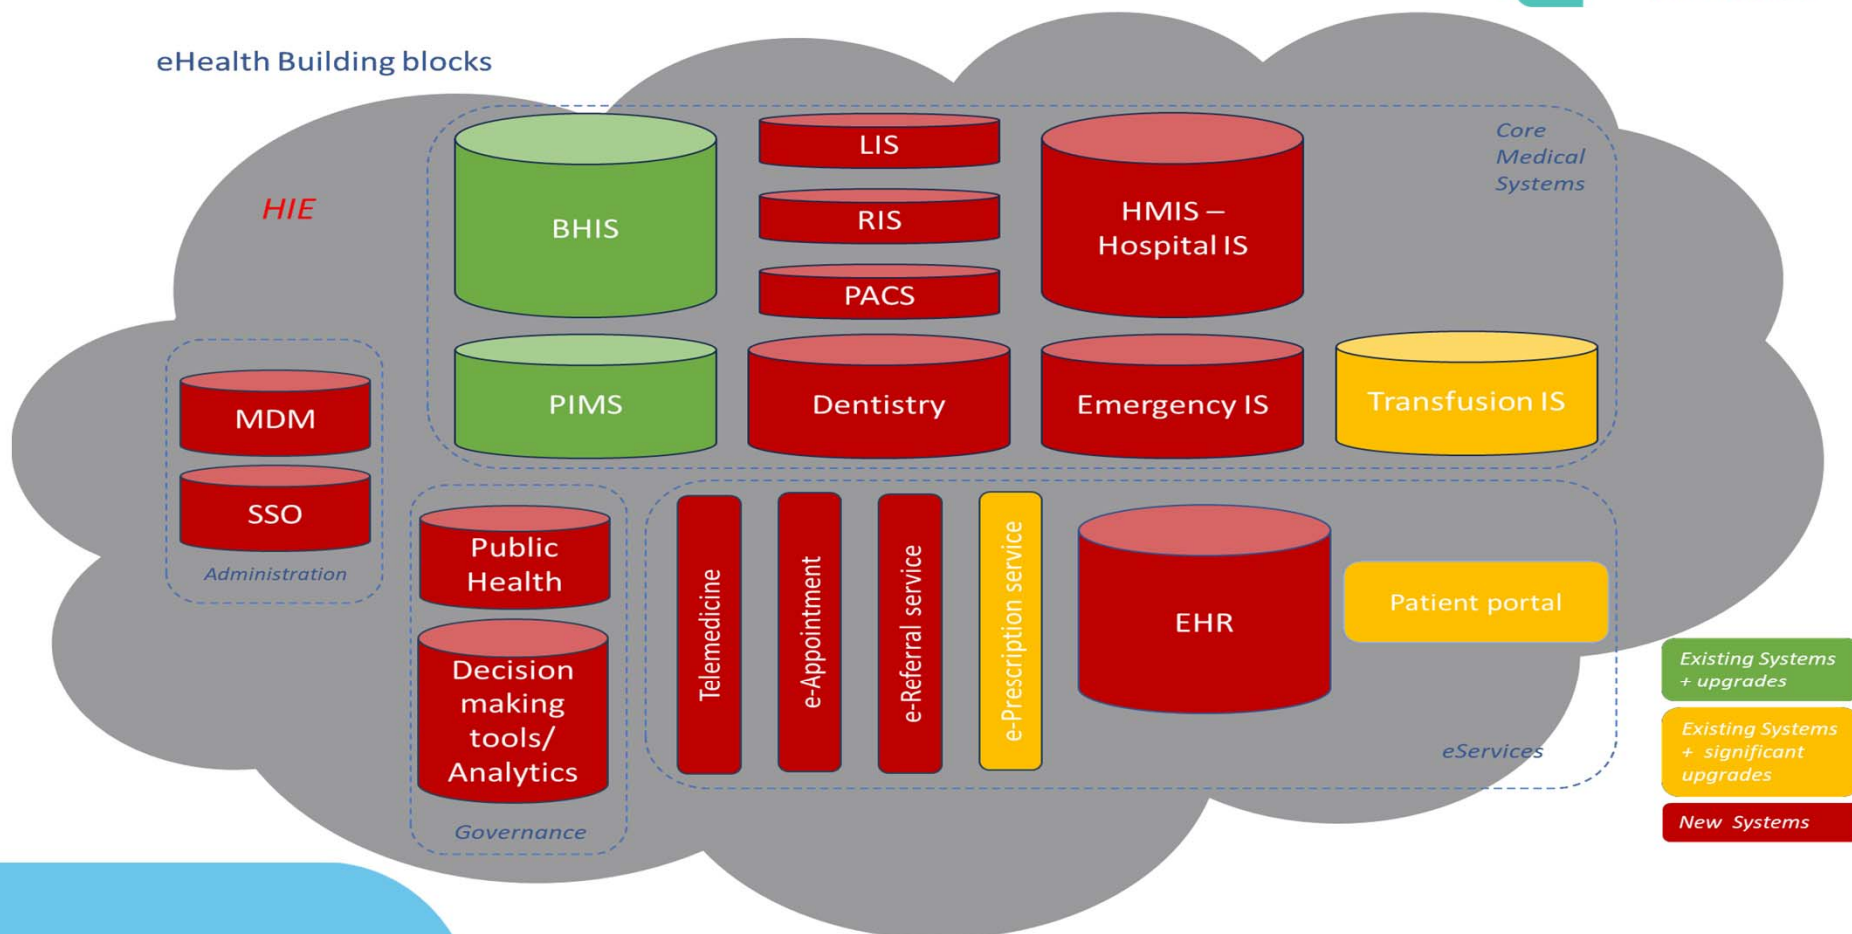 eHealth Building blocks
HIE
Core
Medical
Systems
BHIS
LIS
RIS
PACS
HMIS –
Hospital IS
PIMS
Dentistry
Emergency IS
Transfusion IS
MDM
SSO
Administration
Public
Health
Decision
making
tools/
Analytics
Governance
Telemedicine
e-Appointment
e-Referral service
e-Prescription service
EHR
Patient portal
eServices
Existing Systems
+ upgrades
Existing Systems
+ significant
upgrades
New Systems